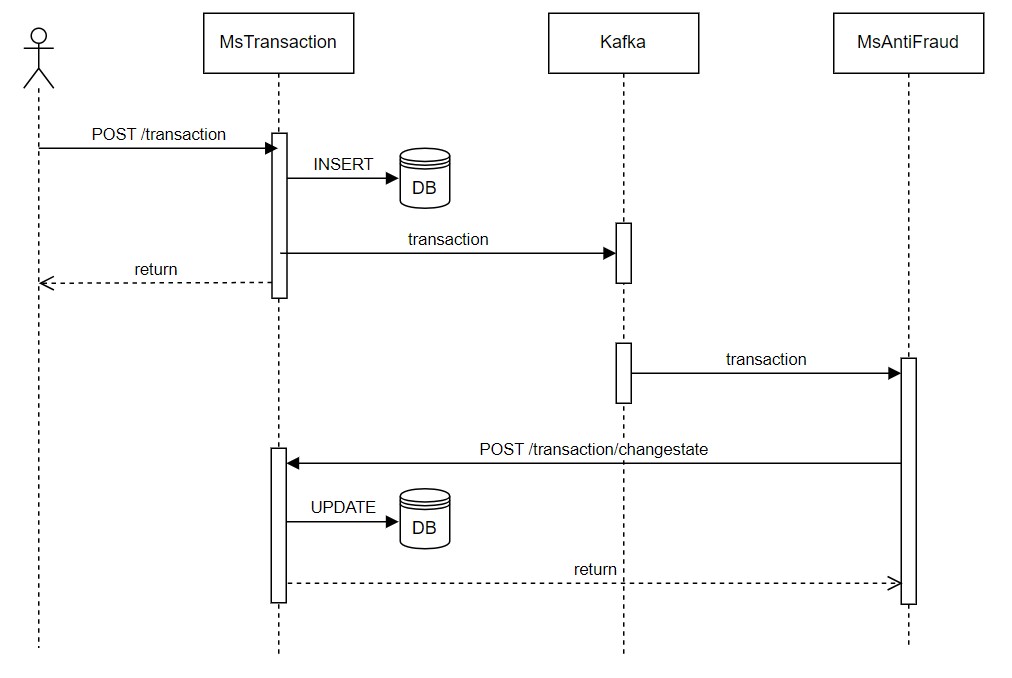 MsTransaction
Kafka
MsAntiFraud
POST /transaction
INSERT
DB
transaction
return
transaction
POST /transaction/changestate
UPDATE
DB
return